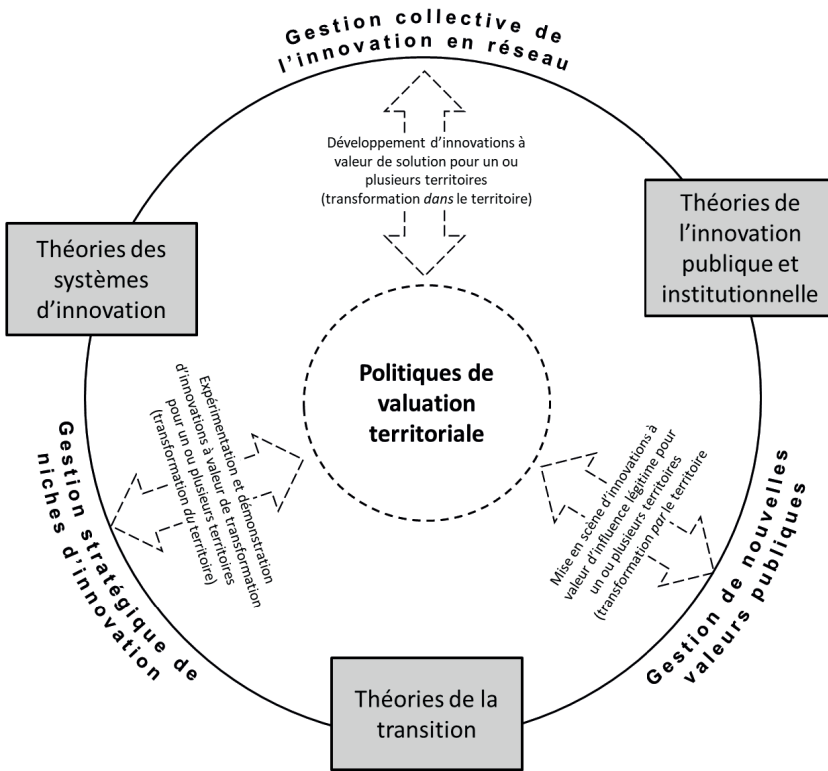 Gestion collective de
l'innovation en réseau
Développement d'innovations à
valeur de solution pour un ou
plusieurs territoires
(transformation dans le territoire)
Théories des
systèmes
d'innovation
Théories de
l'innovation
publique et
institutionnelle
Politiques de
valuation
territoriale
Expérimentation et démonstration
d'innovations à valeur de transformation
pour un ou plusieurs territoires
(transformation du territoire)
Mise en scène d'innovations à
valeur d'influence légitime pour
un ou plusieurs territoires
(transformation par le territoire
Gestion stratégique de
niches d'innovation
Gestion de nouvelles
valeurs publiques
Théories de la
transition